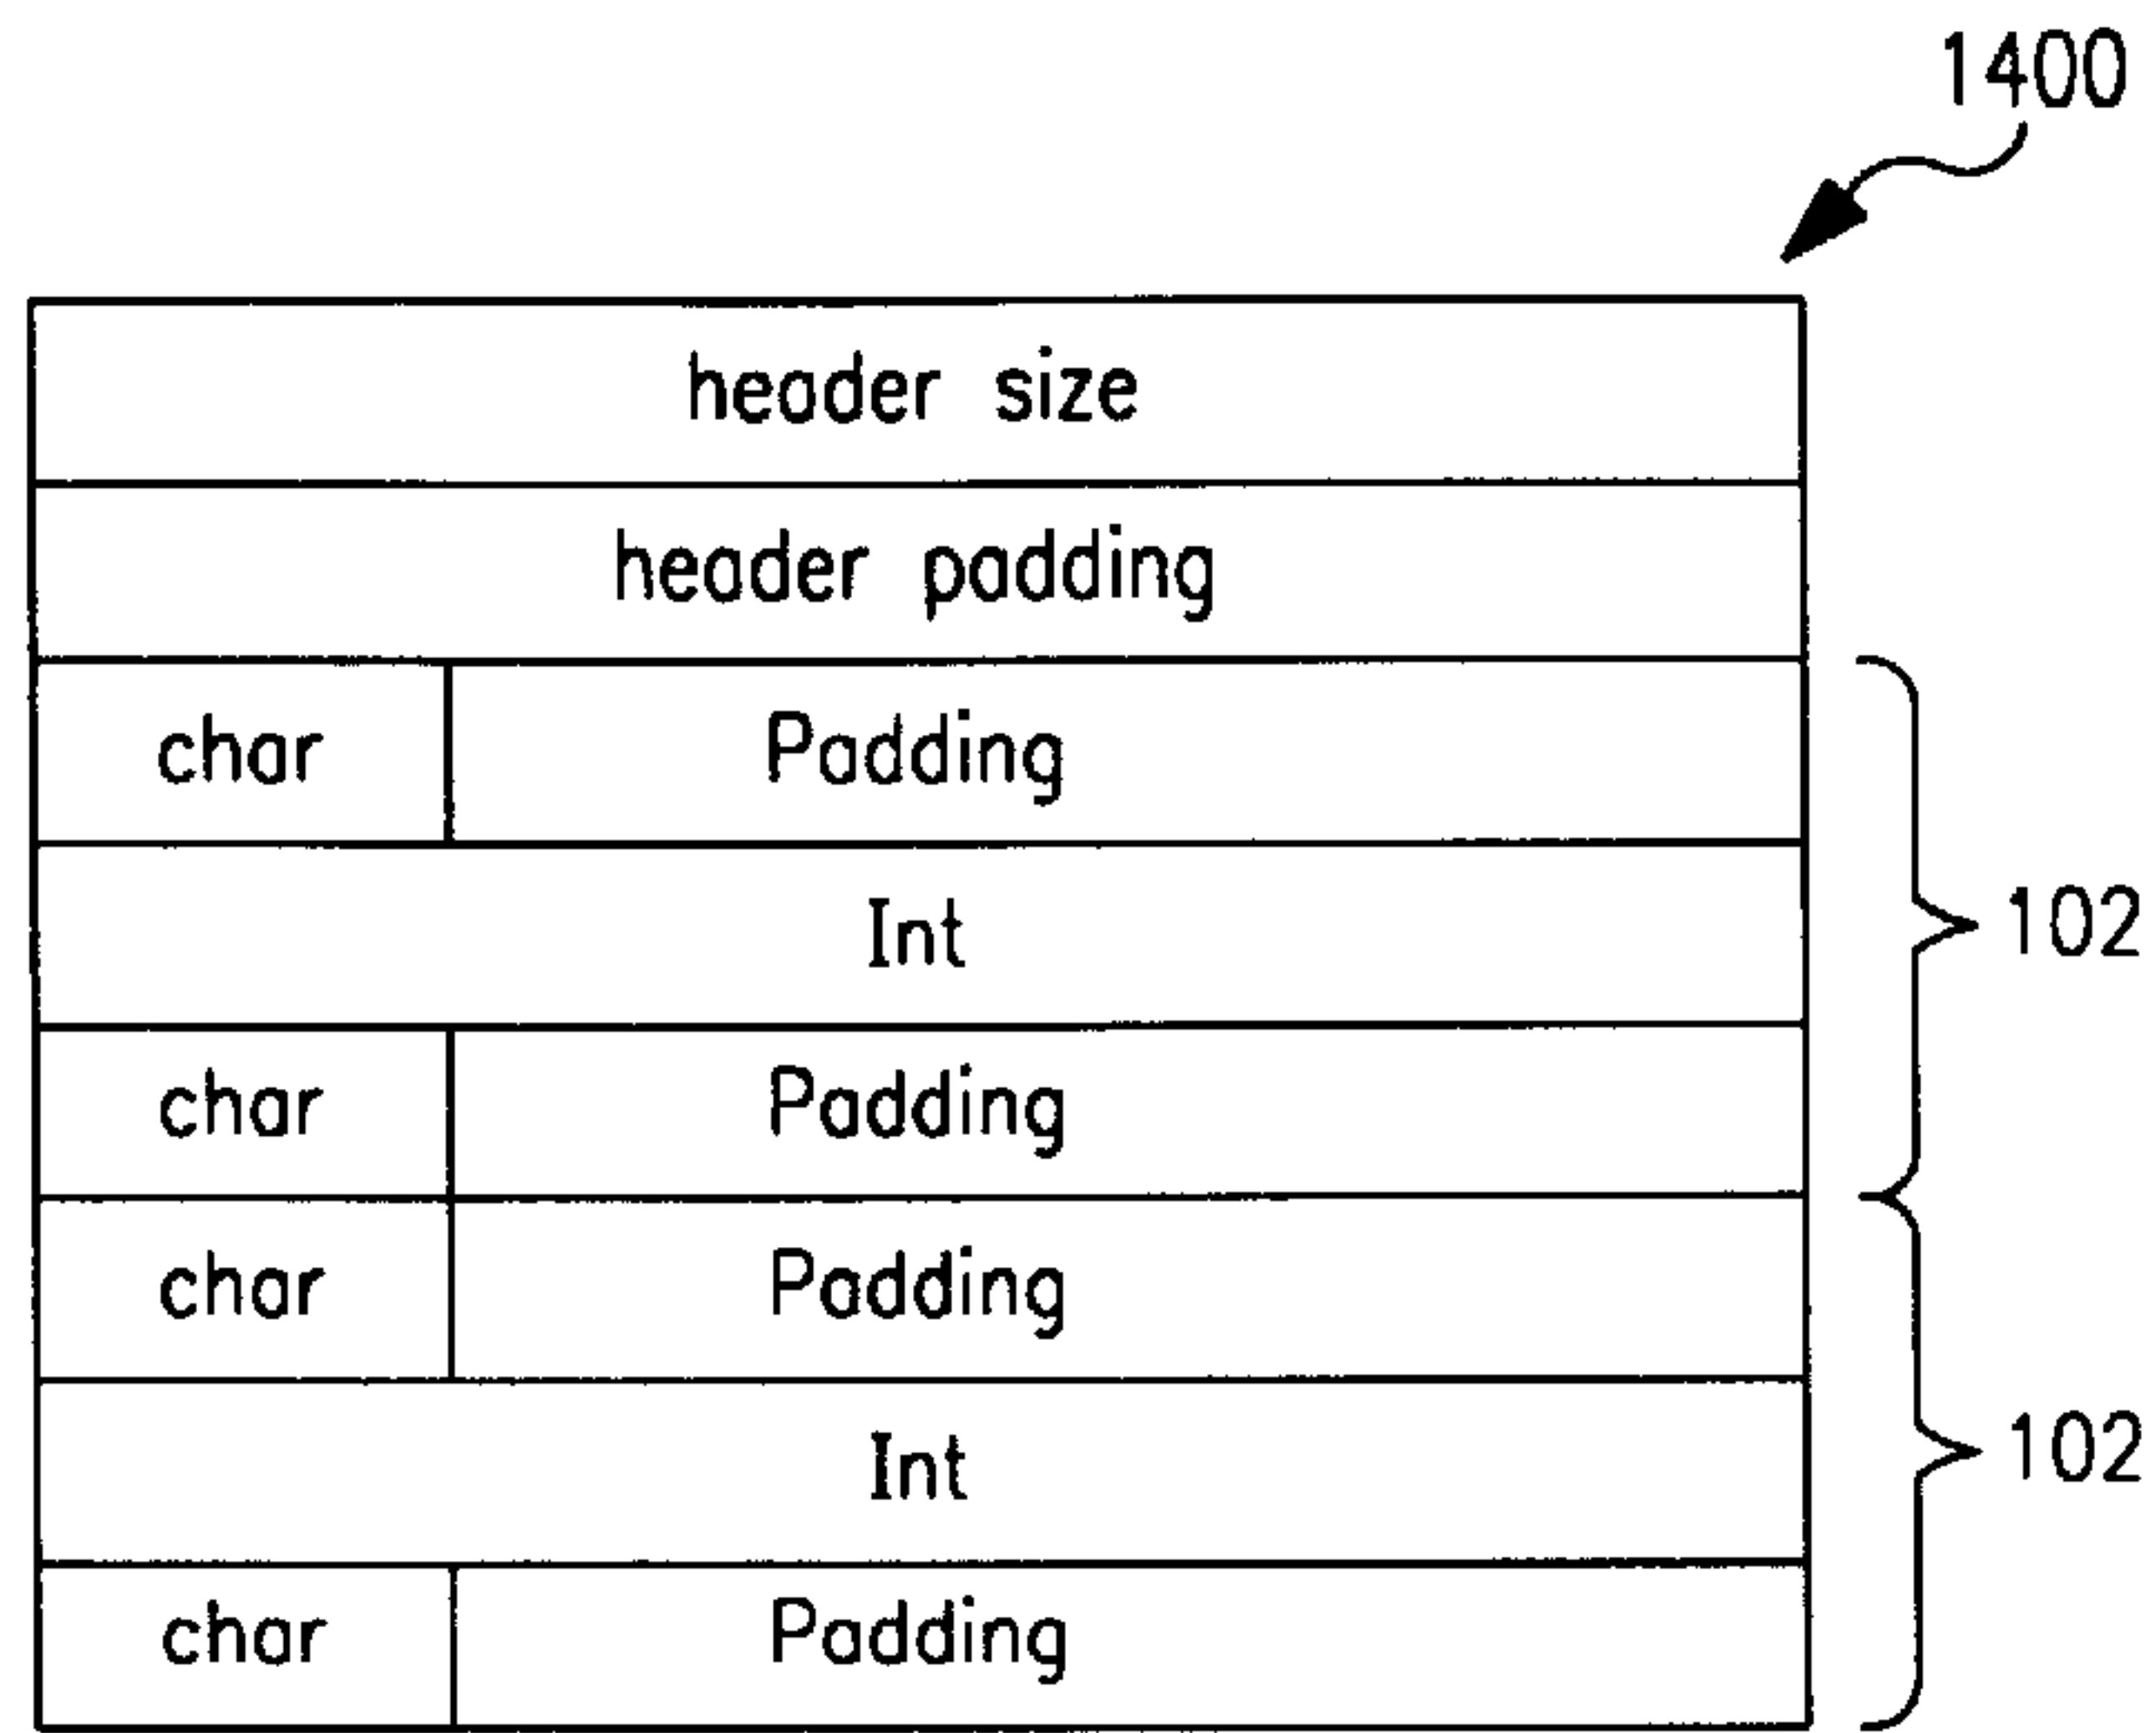 1400
header size
header padding
char Padding
Int
102
char Padding
char Padding
Int
102
char Padding